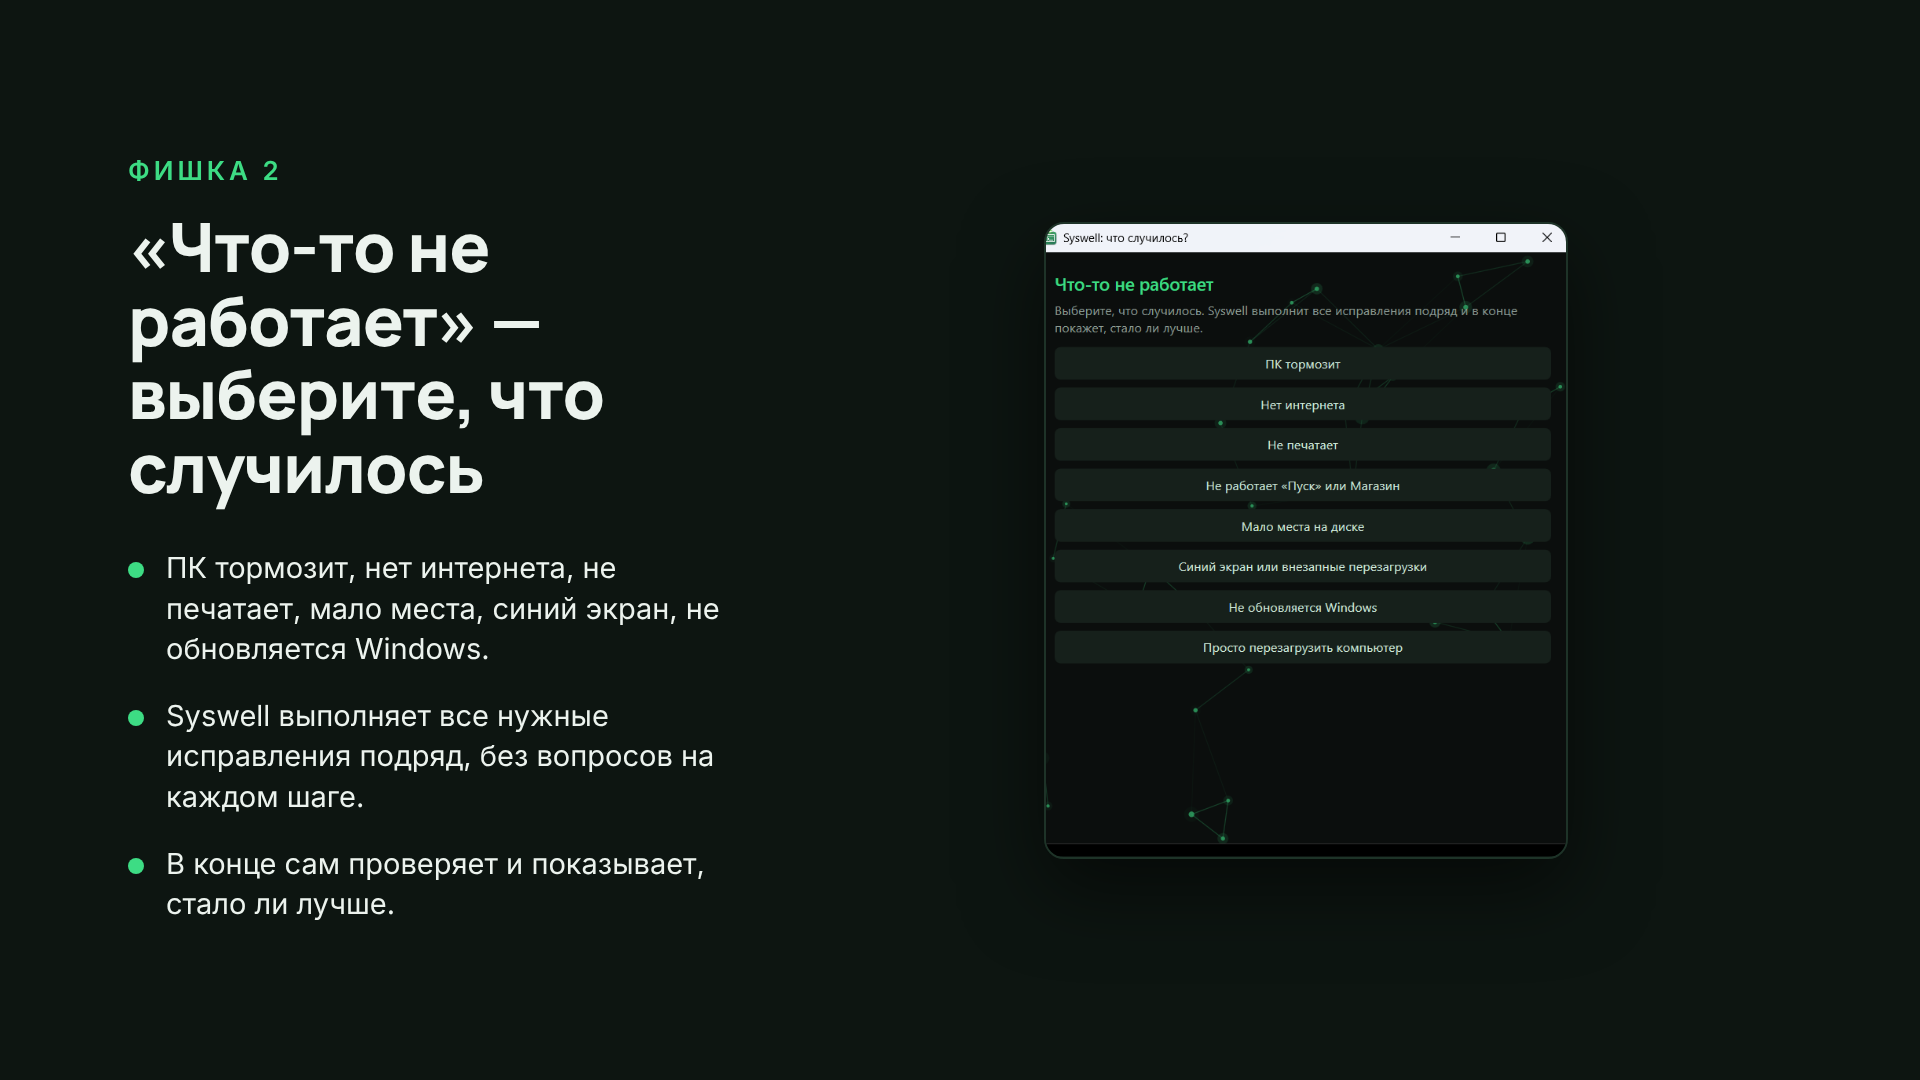 ФИШКА 2
«Что-то не
работает» —
выберите, что
случилось
ПК тормозит, нет интернета, не
печатает, мало места, синий экран, не
обновляется Windows.
Syswell выполняет все нужные
исправления подряд, без вопросов на
каждом шаге.
В конце сам проверяет и показывает,
стало ли лучше.
Syswell: что случилось?
Что-то не работает
Выберите, что случилось. Syswell выполнит все исправления подряд и в конце
покажет, стало ли лучше.
ПК тормозит
Нет интернета
Не печатает
Не работает «Пуск» или Магазин
Мало места на диске
Синий экран или внезапные перезагрузки
Не обновляется Windows
Просто перезагрузить компьютер